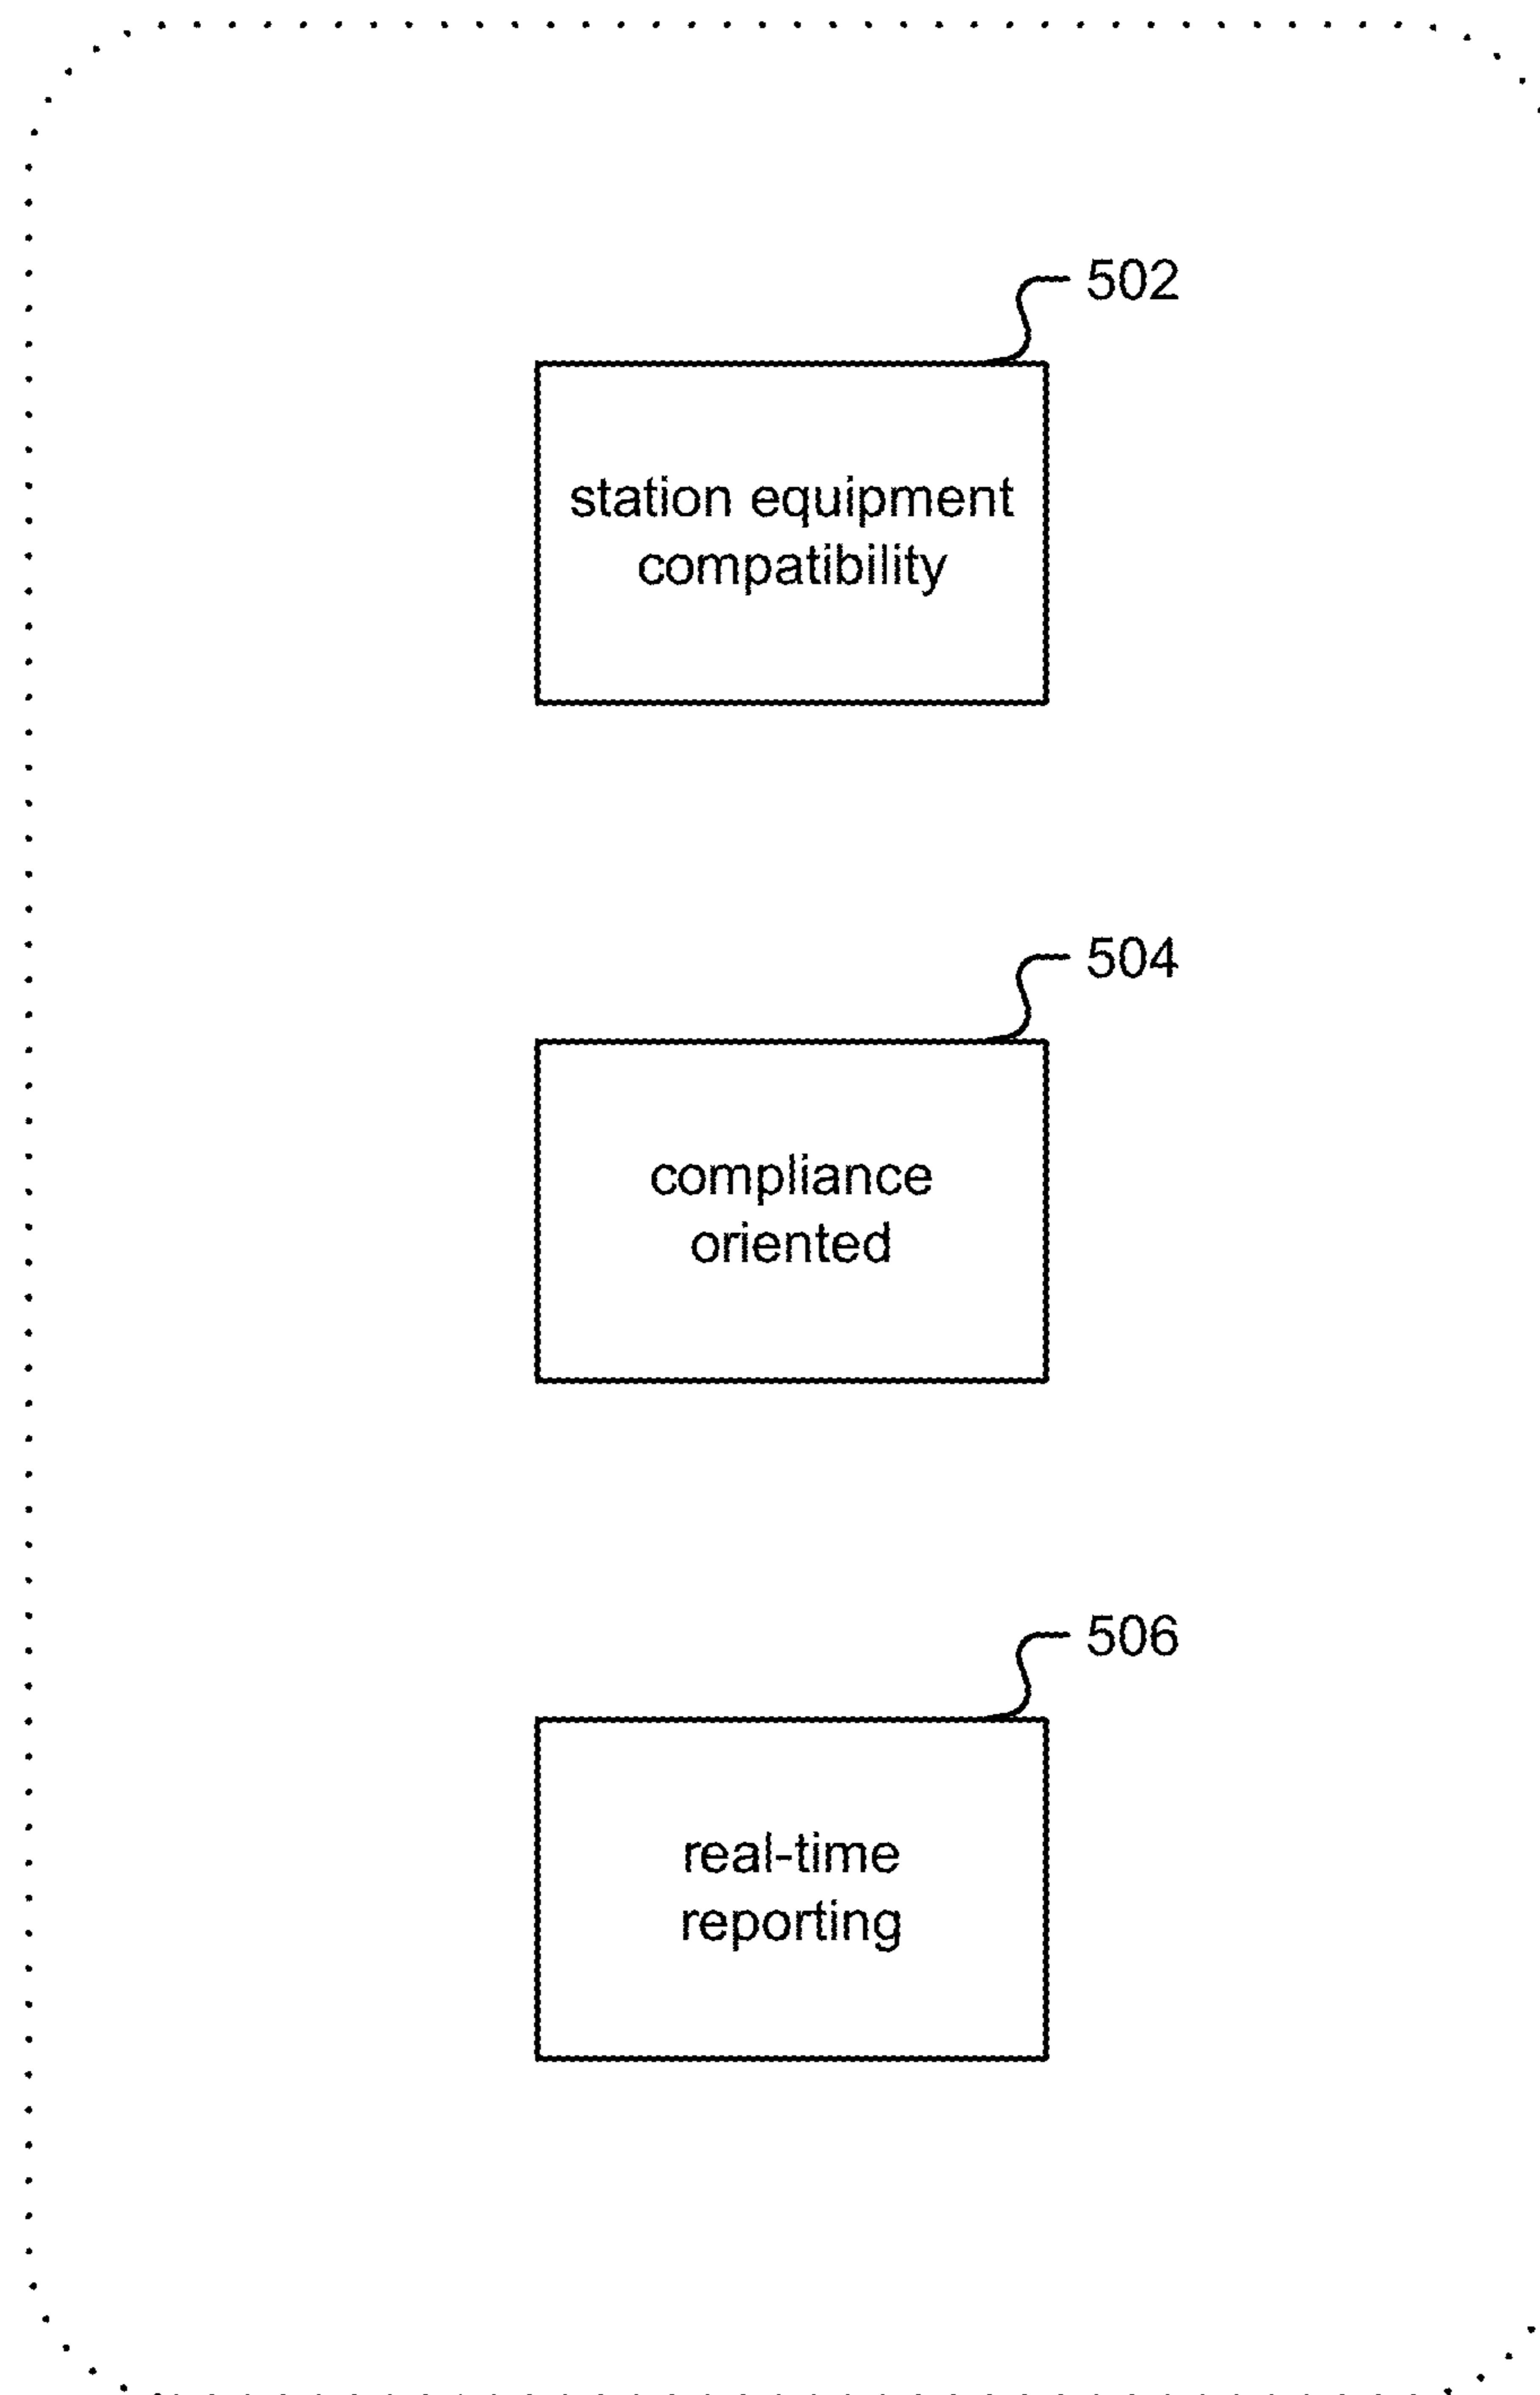 502
station equipment
compatibility
504
compliance
oriented
506
real-time
reporting